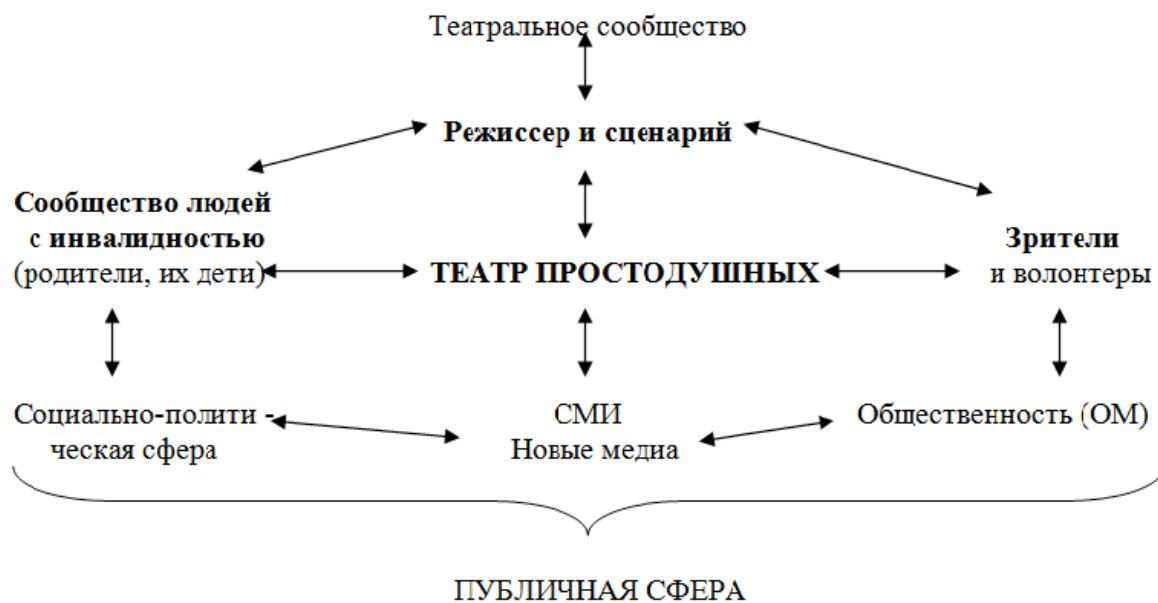 Театральное сообщество
Режиссер и сценарий
Сообщество людей
с инвалидностью
(родители, их дети)
ТЕАТР ПРОСТОДУШНЫХ
Зрители
и волонтеры
Социально-полити -
ческая сфера
СМИ
Новые медиа
Общественность (ОМ)
ПУБЛИЧНАЯ СФЕРА